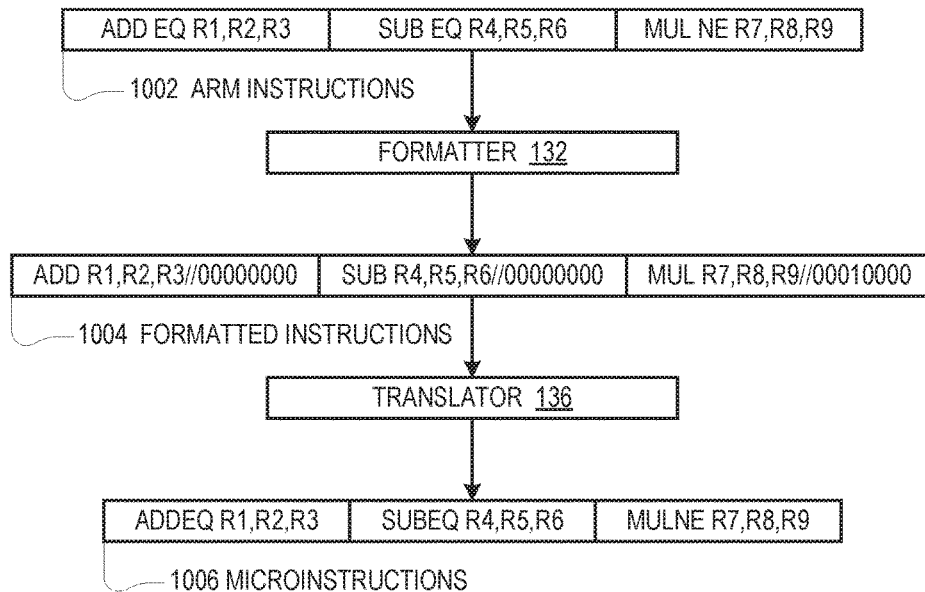 ADD EQ R1,R2,R3 SUB EQ R4,R5,R6 MUL NE R7,R8,R9
1002 ARM INSTRUCTIONS
FORMATTER 132
ADD R1,R2,R3//00000000 SUB R4,R5,R6//00000000 MUL R7,R8,R9//00010000
1004 FORMATTED INSTRUCTIONS
TRANSLATOR 136
ADDEQ R1,R2,R3 SUBEQ R4,R5,R6 MULNE R7,R8,R9
1006 MICROINSTRUCTIONS